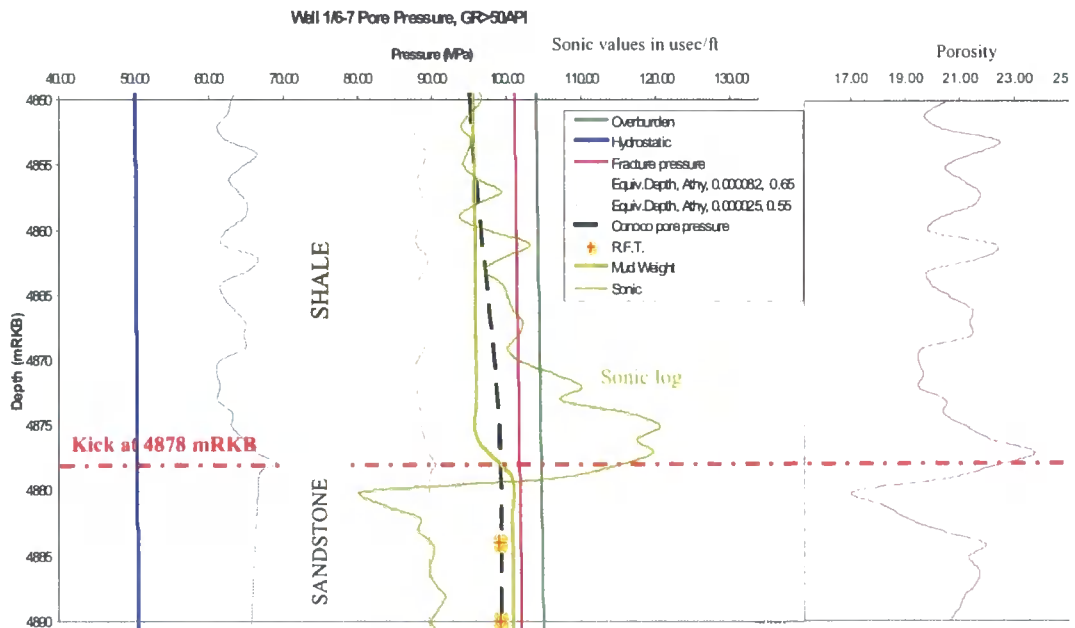 Well 1/6-7 Pore Pressure, GR>50API
Pressure (MPa)
Sonic values in usec/ft
Porosity
40.00 50.00 60.00 70.00 80.00 90.00 100.00 110.00 120.00 130.00
17.00 19.00 21.00 23.00 25
Overburden
Hydrostatic
Fracture pressure
Equiv.Depth, Athy, 0.000082, 0.65
Equiv.Depth, Athy, 0.000025, 0.55
Conoco pore pressure
R.F.T.
Mud Weight
Sonic
Depth (mRKB)
4850
4855
4860
4865
4870
4875
4880
4885
4890
SHALE
Sonic log
Kick at 4878 mRKB
SANDSTONE